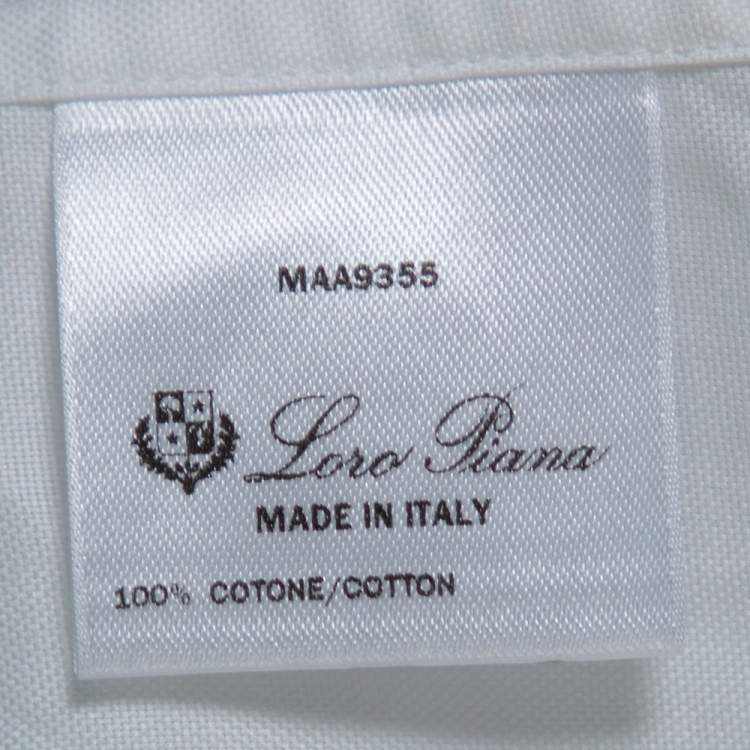 MAA9355
Loro Piana
MADE IN ITALY
100% COTONE/COTTON